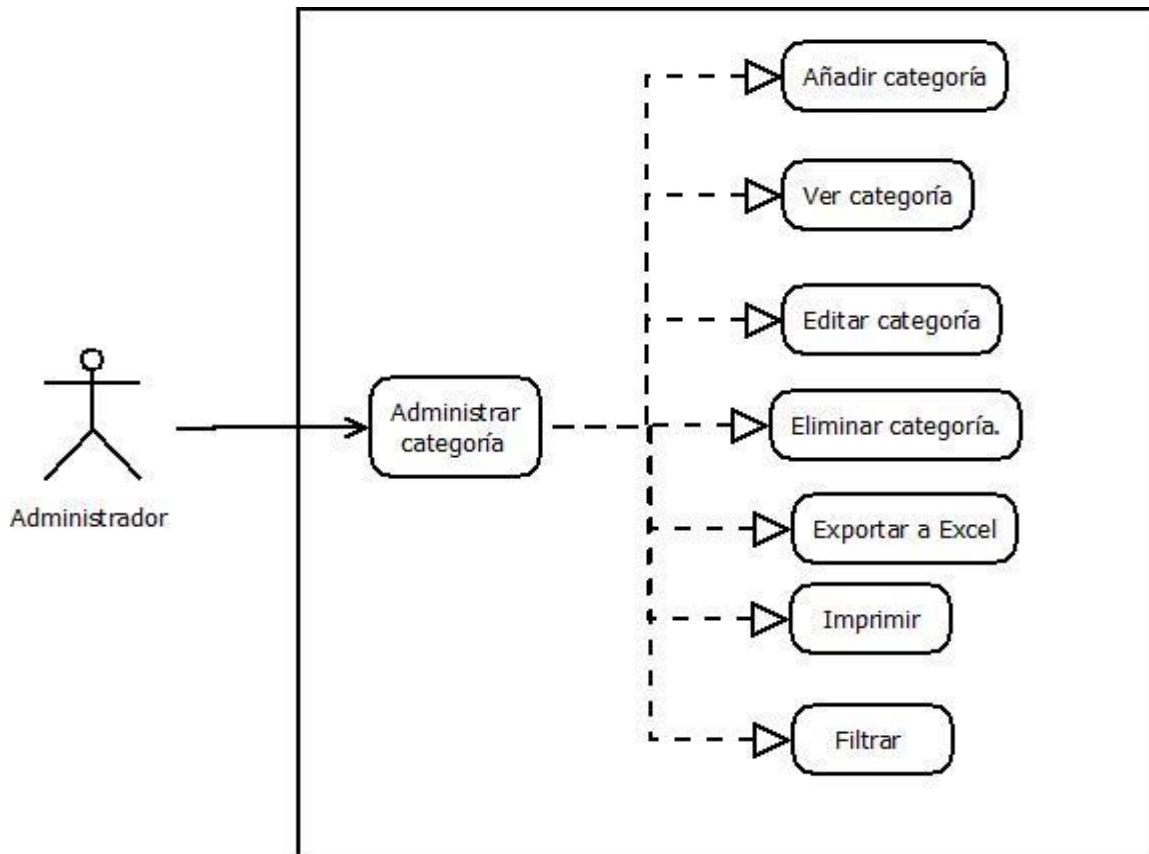 Añadir categoría
Ver categoría
Editar categoría
Administrar
categoría
Eliminar categoría.
Administrador
Exportar a Excel
Imprimir
Filtrar